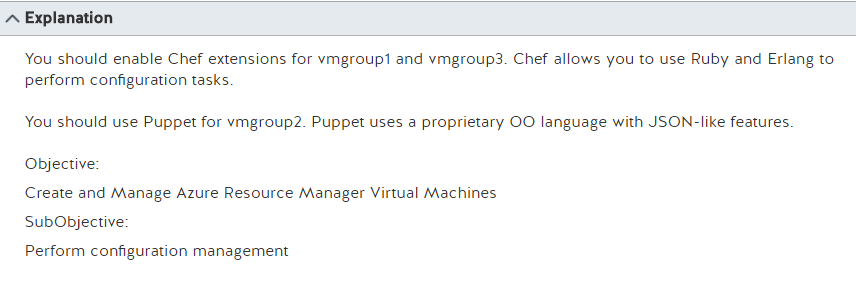 Explanation
You should enable Chef extensions for vmgroup1 and vmgroup3. Chef allows you to use Ruby and Erlang to
perform configuration tasks.
You should use Puppet for vmgroup2. Puppet uses a proprietary OO language with JSON-like features.
Objective:
Create and Manage Azure Resource Manager Virtual Machines
SubObjective:
Perform configuration management